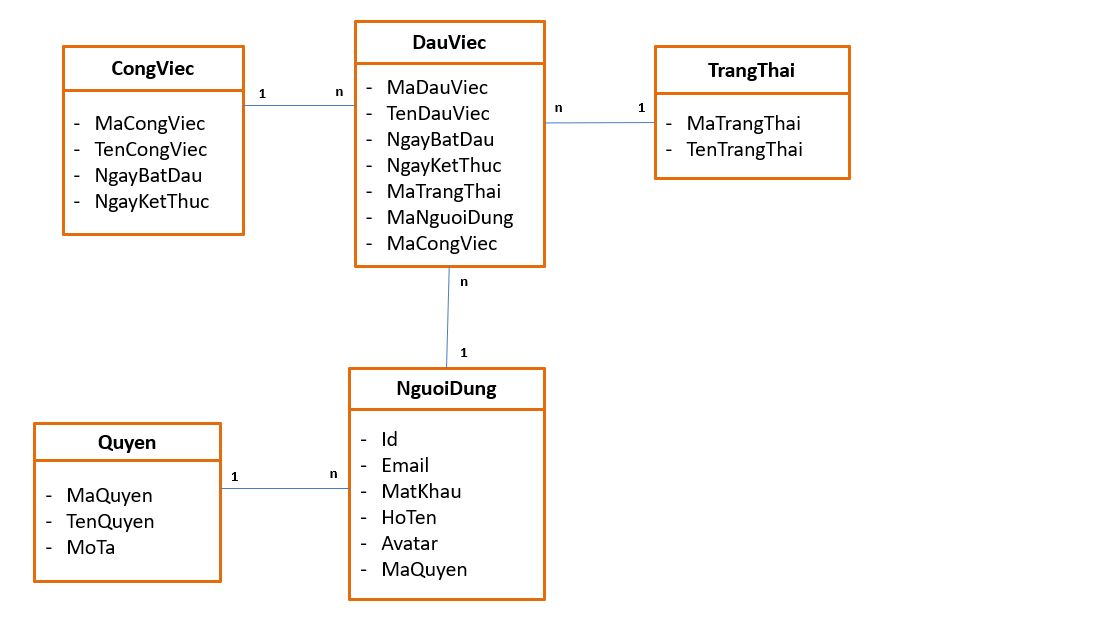 CongViec
- MaCongViec
- TenCongViec
- NgayBatDau
- NgayKetThuc
1
n
DauViec
- MaDauViec
- TenDauViec
- NgayBatDau
- NgayKetThuc
- MaTrangThai
- MaNguoiDung
- MaCongViec
n
1
TrangThai
- MaTrangThai
- TenTrangThai
n
1
Quyen
- MaQuyen
- TenQuyen
- MoTa
1
n
NguoiDung
- Id
- Email
- MatKhau
- HoTen
- Avatar
- MaQuyen